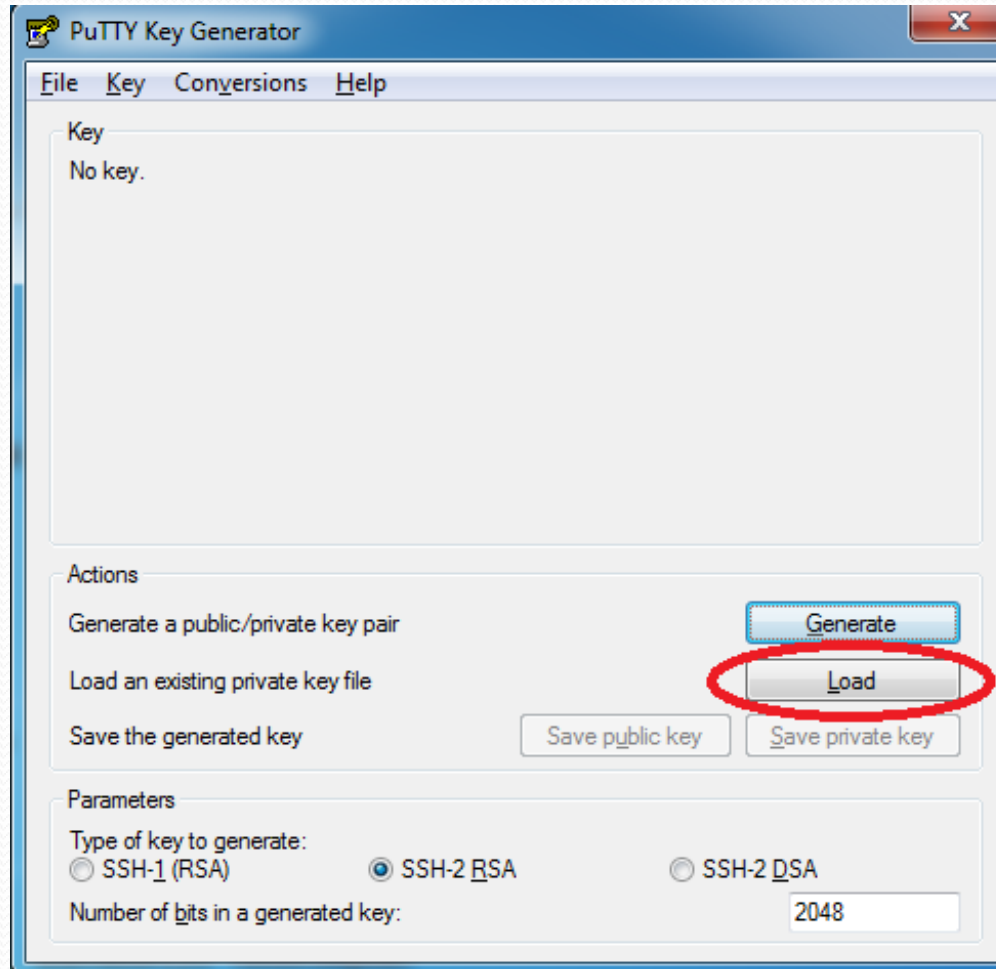 PuTTY Key Generator
File Key Conversions Help
Key
No key.
Actions
Generate a public/private key pair Generate
Load an existing private key file Load
Save the generated key Save public key Save private key
Parameters
Type of key to generate:
SSH-1 (RSA) SSH-2 RSA SSH-2 DSA
Number of bits in a generated key: 2048